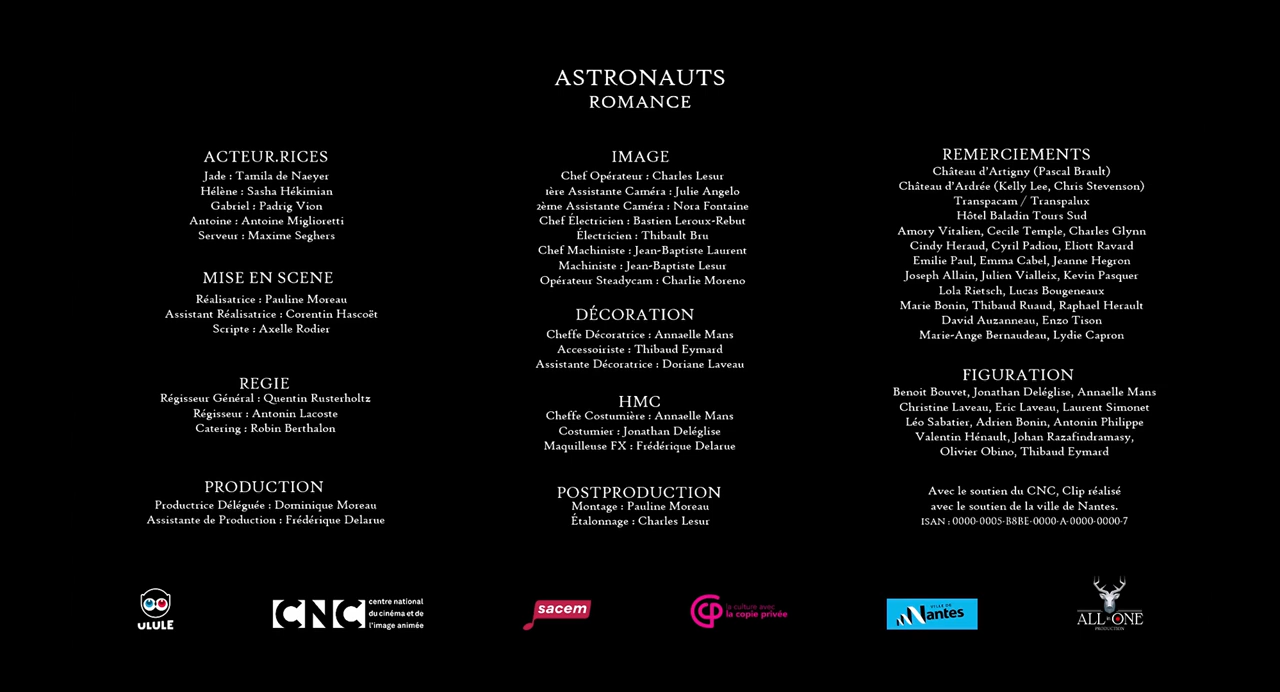 ASTRONAUTS
ROMANCE
ACTEUR.RICES
Jade : Tamila de Naeyer
Hélène : Sasha Hékimian
Gabriel : Padrig Vion
Antoine : Antoine Miglioretti
Serveur : Maxime Seghers
MISE EN SCENE
Réalisatrice : Pauline Moreau
Assistant Réalisatrice : Corentin Hascoët
Scripte : Axelle Rodier
REGIE
Régisseur Général : Quentin Rusterholtz
Régisseur : Antonin Lacoste
Catering : Robin Berthalon
PRODUCTION
Productrice Déléguée : Dominique Moreau
Assistante de Production : Frédérique Delarue
IMAGE
Chef Opérateur : Charles Lesur
1ère Assistante Caméra : Julie Angelo
2ème Assistante Caméra : Nora Fontaine
Chef Électricien : Bastien Leroux-Rebut
Électricien : Thibault Bru
Chef Machiniste : Jean-Baptiste Laurent
Machiniste : Jean-Baptiste Lesur
Opérateur Steadycam : Charlie Moreno
DÉCORATION
Cheffe Décoratrice : Annaelle Mans
Accessoiriste : Thibaud Eymard
Assistante Décoratrice : Doriane Laveau
HMC
Cheffe Costumière : Annaelle Mans
Costumier : Jonathan Deléglise
Maquilleuse FX : Frédérique Delarue
POSTPRODUCTION
Montage : Pauline Moreau
Étalonnage : Charles Lesur
REMERCIEMENTS
Château d'Artigny (Pascal Brault)
Château d'Ardrée (Kelly Lee, Chris Stevenson)
Transpacam / Transpalux
Hôtel Baladin Tours Sud
Amory Vitalien, Cecile Temple, Charles Glynn
Cindy Heraud, Cyril Padiou, Eliott Ravard
Emilie Paul, Emma Cabel, Jeanne Hegron
Joseph Allain, Julien Vialleix, Kevin Pasquer
Lola Rietsch, Lucas Bougeneaux
Marie Bonin, Thibaud Ruaud, Raphael Herault
David Auzanneau, Enzo Tison
Marie-Ange Bernaudeau, Lydie Capron
FIGURATION
Benoit Bouvet, Jonathan Deléglise, Annaelle Mans
Christine Laveau, Eric Laveau, Laurent Simonet
Léo Sabatier, Adrien Bonin, Antonin Philippe
Valentin Hénault, Johan Razafindramasy,
Olivier Obino, Thibaud Eymard
Avec le soutien du CNC, Clip réalisé
avec le soutien de la ville de Nantes.
ISAN : 0000-0005-B8BE-0000-A-0000-0000-7
ULULE
CNC
centre national
du cinéma et de
l'image animée
sacem
CP
la culture avec
la copie privée
VILLE DE
Nantes
ALL IN ONE
PRODUCTION